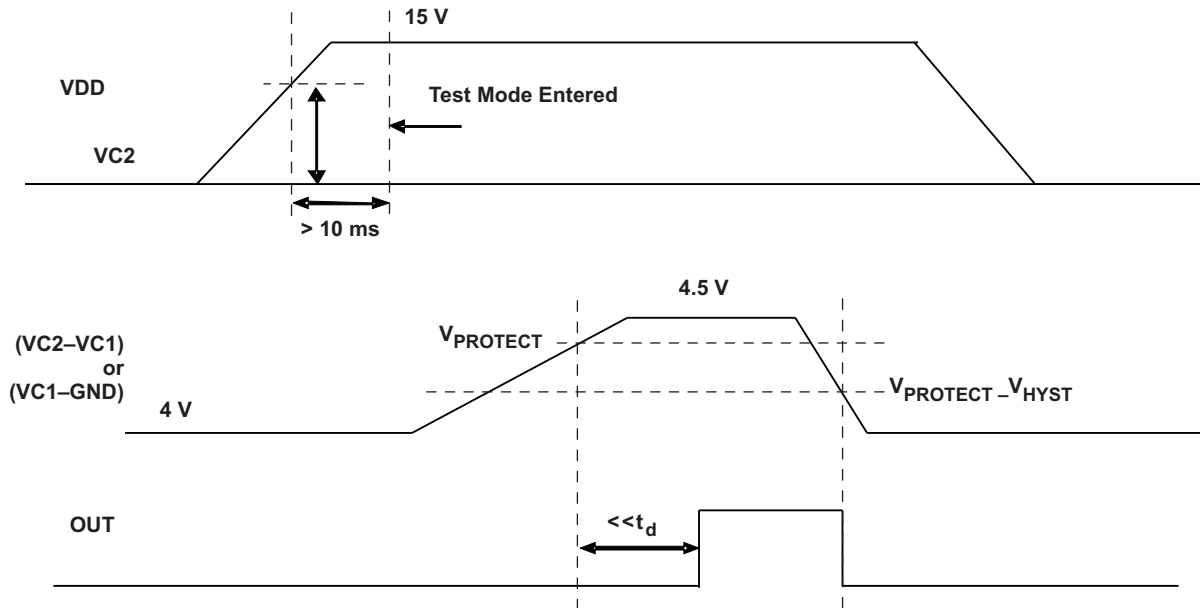 15 V
VDD
Test Mode Entered
VC2
> 10 ms
4.5 V
(VC2–VC1)
or
(VC1–GND)
VPROTECT
VPROTECT – VHYST
4 V
OUT
<<td